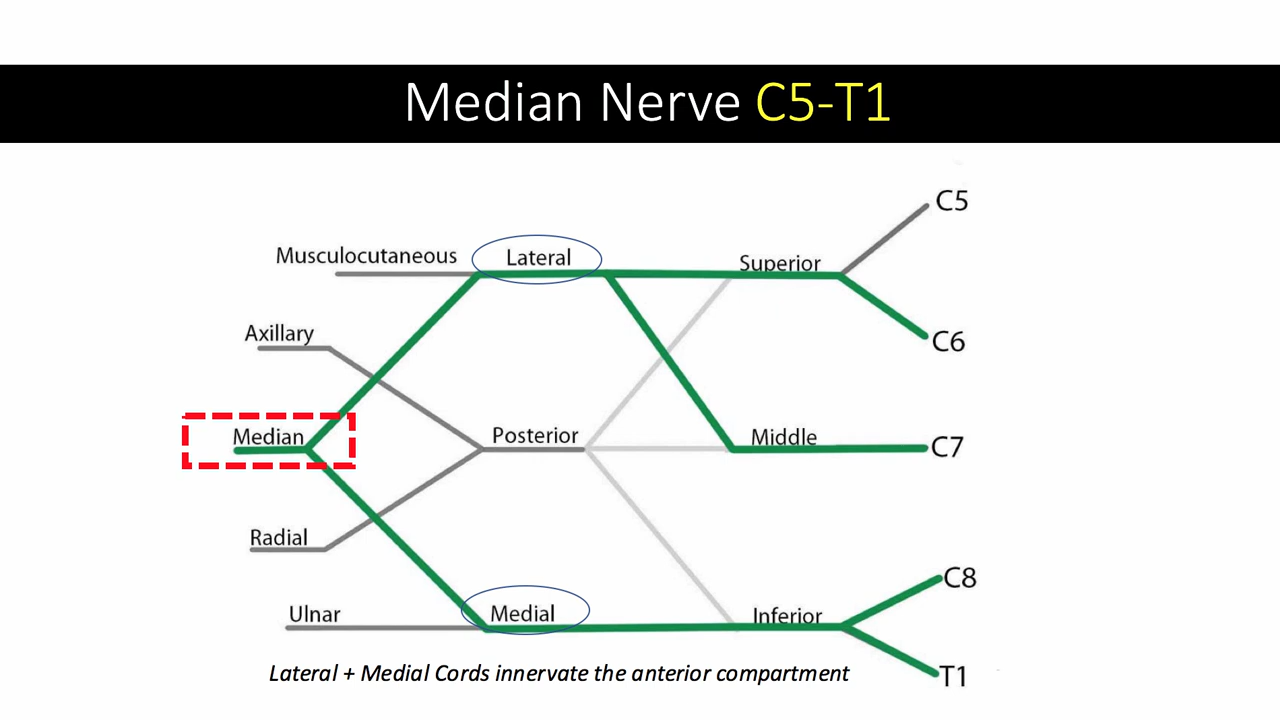 Median Nerve C5-T1
C5
Musculocutaneous
Lateral
Superior
Axillary
C6
Median
Posterior
Middle
C7
Radial
C8
Ulnar
Medial
Inferior
Lateral + Medial Cords innervate the anterior compartment
T1